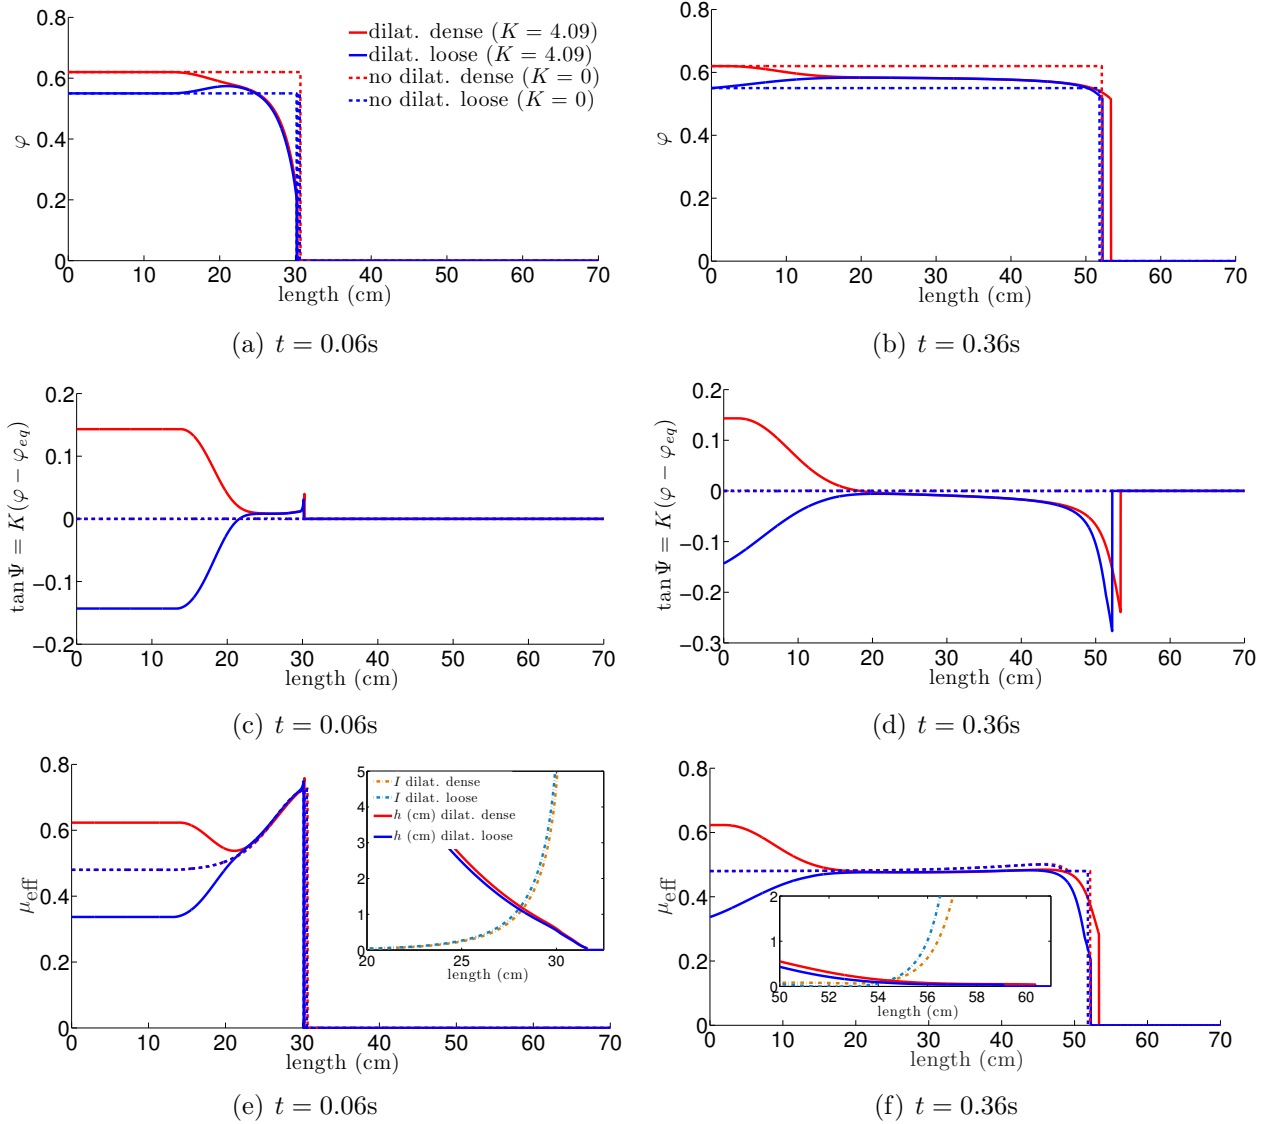 0.8
0.6
0.4
0.2
0
φ
dilat. dense (K = 4.09)
dilat. loose (K = 4.09)
no dilat. dense (K = 0)
no dilat. loose (K = 0)
0 10 20 30 40 50 60 70
length (cm)
(a) t = 0.06s
0.8
0.6
0.4
0.2
0
φ
0 10 20 30 40 50 60 70
length (cm)
(b) t = 0.36s
0.2
0.1
0
−0.1
−0.2
tan Ψ = K(φ − φeq)
0 10 20 30 40 50 60 70
length (cm)
(c) t = 0.06s
0.2
0.1
0
−0.1
−0.2
−0.3
tan Ψ = K(φ − φeq)
0 10 20 30 40 50 60 70
length (cm)
(d) t = 0.36s
0.8
0.6
0.4
0.2
0
μeff
5
4
3
2
1
0
I dilat. dense
I dilat. loose
h (cm) dilat. dense
h (cm) dilat. loose
20 25 30
length (cm)
0 10 20 30 40 50 60 70
length (cm)
(e) t = 0.06s
0.8
0.6
0.4
0.2
0
μeff
2
1
0
50 52 54 56 58 60
length (cm)
0 10 20 30 40 50 60 70
length (cm)
(f) t = 0.36s